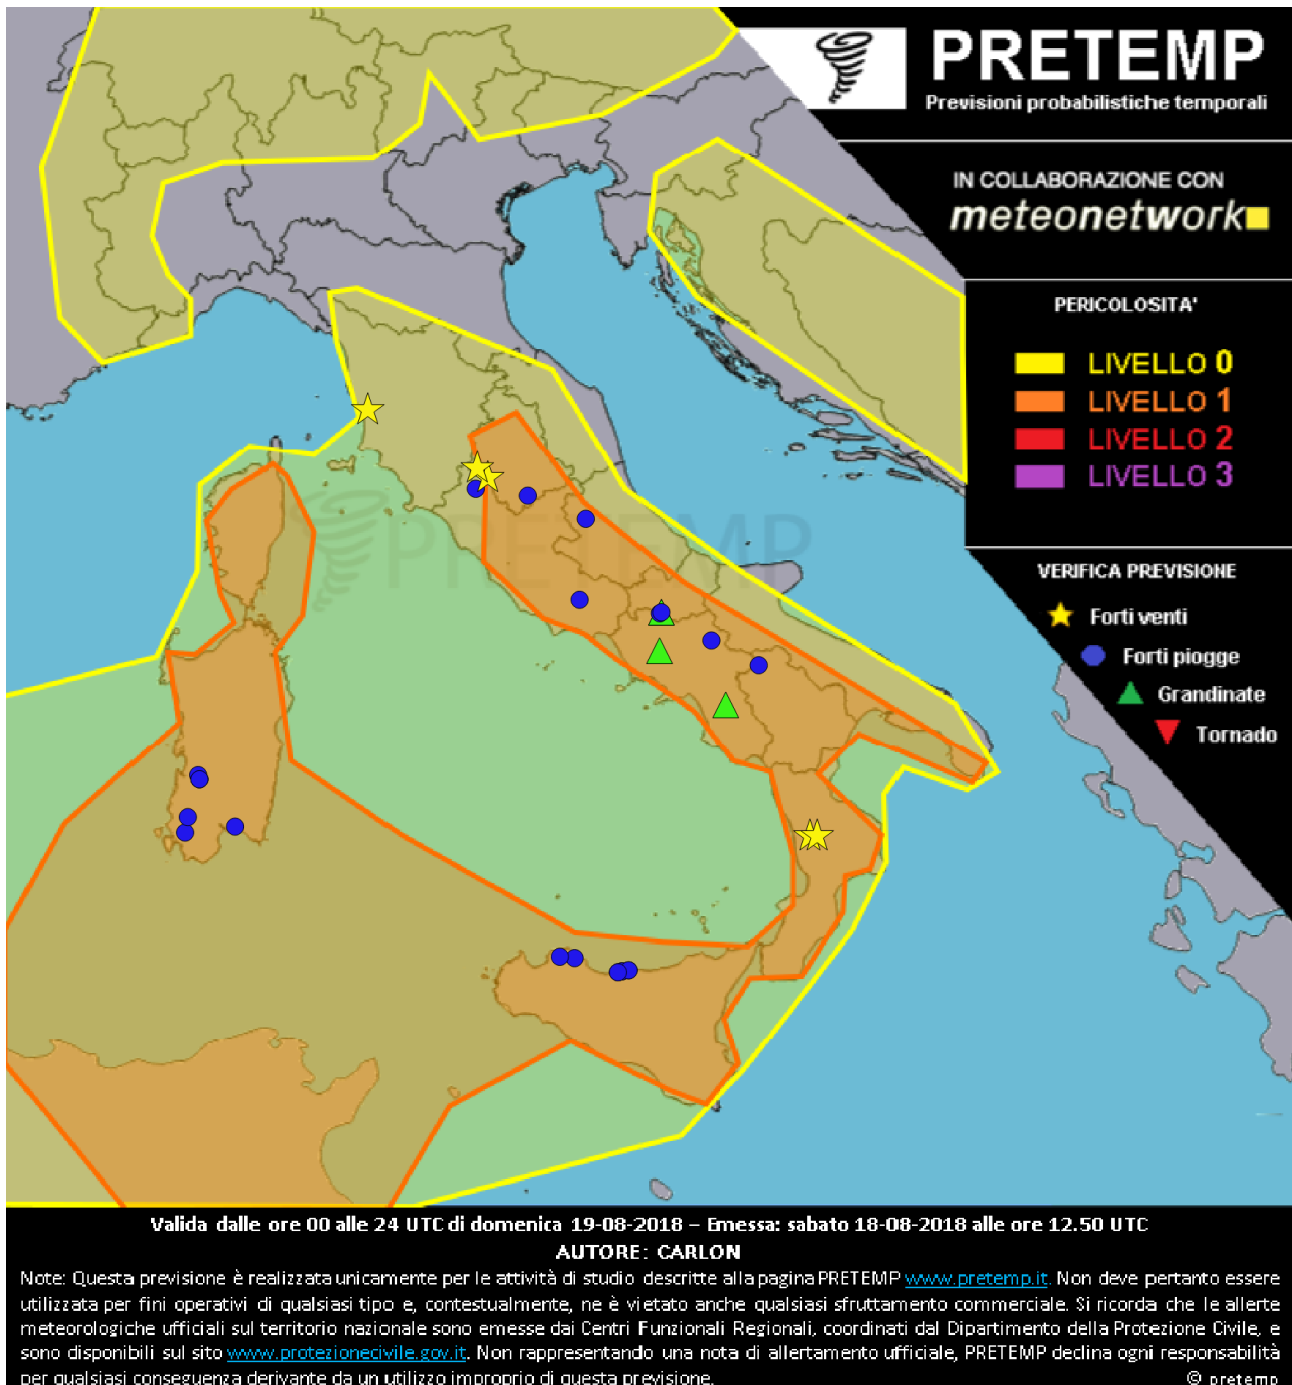 PRETEMP
Previsioni probabilistiche temporali
IN COLLABORAZIONE CON
meteonetwork
PERICOLOSITA'
LIVELLO 0
LIVELLO 1
LIVELLO 2
LIVELLO 3
PRETEMP
VERIFICA PREVISIONE
Forti venti
Forti piogge
Grandinate
Tornado
Valida dalle ore 00 alle 24 UTC di domenica 19-08-2018 – Emessa: sabato 18-08-2018 alle ore 12.50 UTC
AUTORE: CARLON
Note: Questa previsione è realizzata unicamente per le attività di studio descritte alla pagina PRETEMP www.pretemp.it. Non deve pertanto essere
utilizzata per fini operativi di qualsiasi tipo e, contestualmente, ne è vietato anche qualsiasi sfruttamento commerciale. Si ricorda che le allerte
meteorologiche ufficiali sul territorio nazionale sono emesse dai Centri Funzionali Regionali, coordinati dal Dipartimento della Protezione Civile, e
sono disponibili sul sito www.protezionecivile.gov.it. Non rappresentando una nota di allertamento ufficiale, PRETEMP declina ogni responsabilità
per qualsiasi conseguenza derivante da un utilizzo improprio di questa previsione.
© pretemp